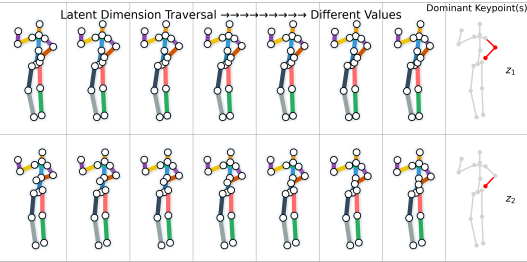 Latent Dimension Traversal →→→→→→→→ Different Values
Dominant Keypoint(s)
z₁
z₂